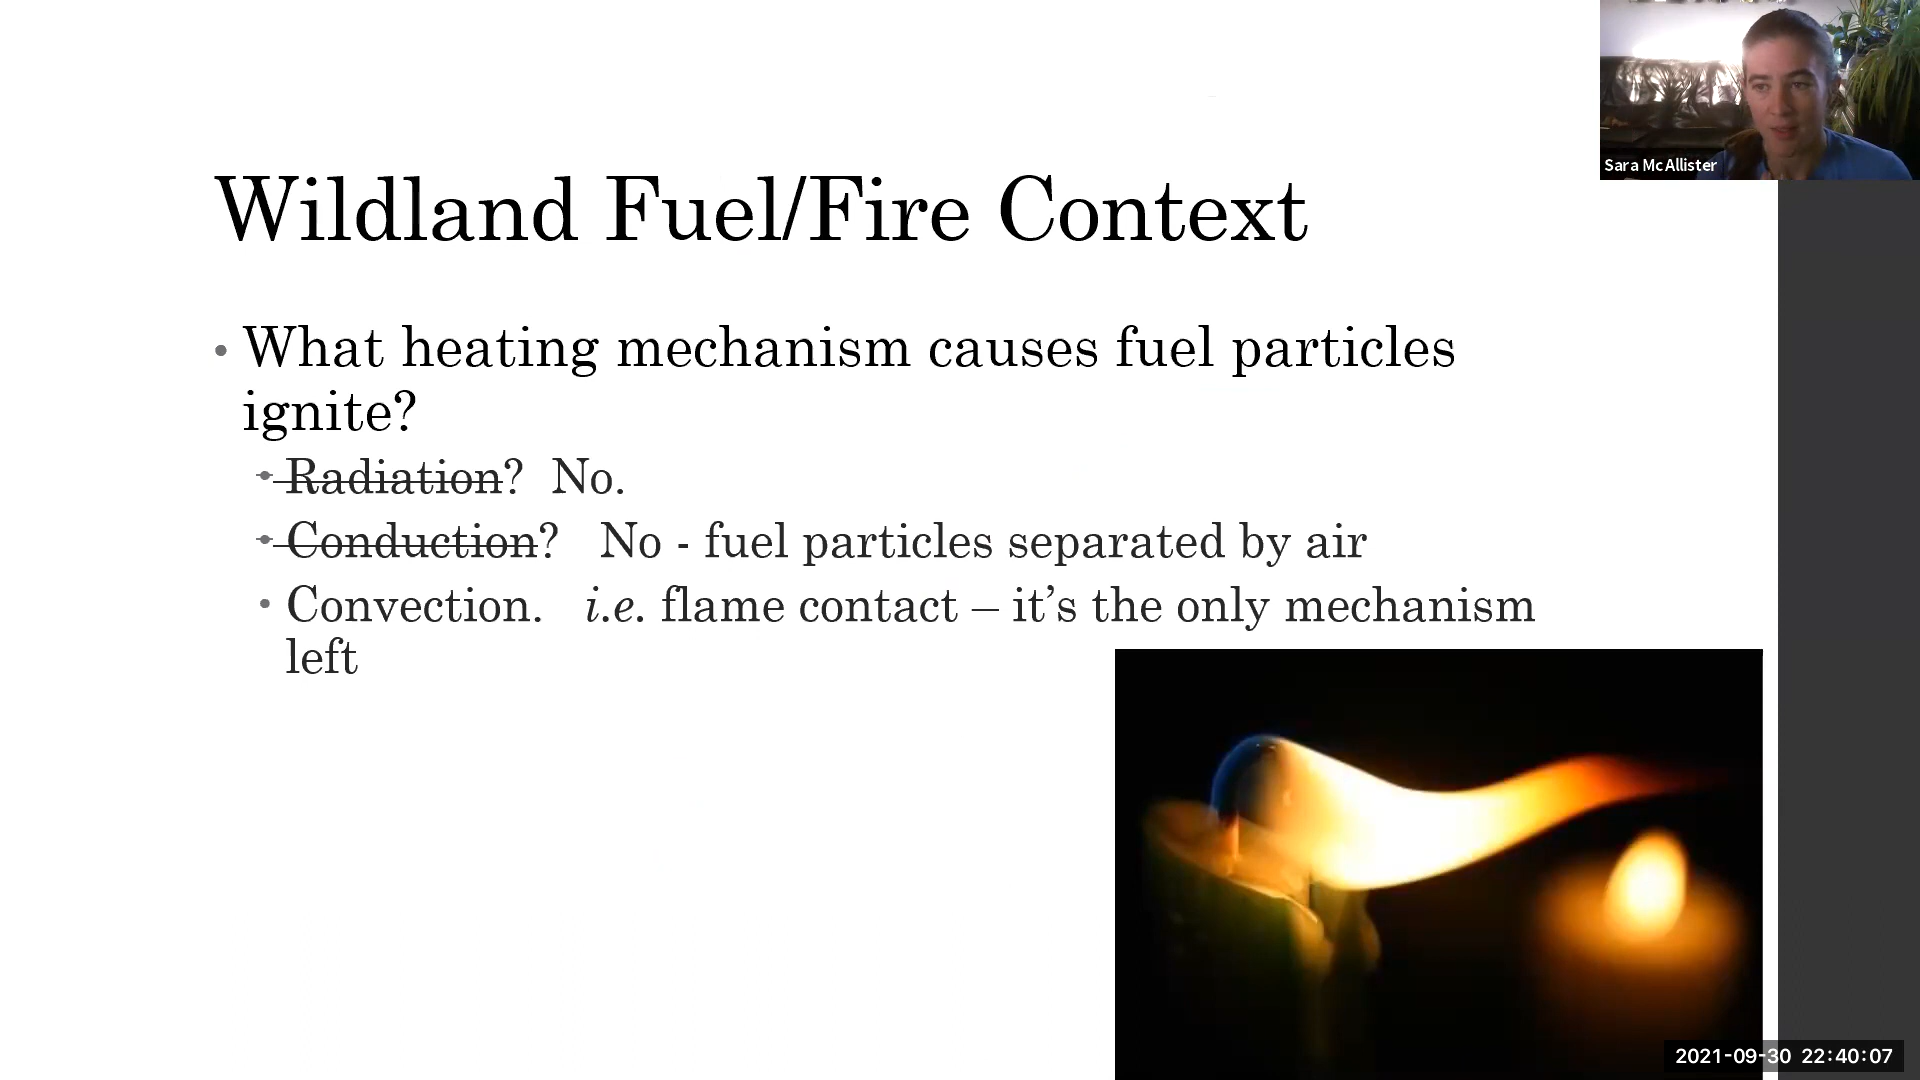 Sara McAllister
Wildland Fuel/Fire Context
• What heating mechanism causes fuel particles
ignite?
• Radiation? No.
• Conduction? No - fuel particles separated by air
• Convection. i.e. flame contact – it’s the only mechanism
left
2021-09-30 22:40:07